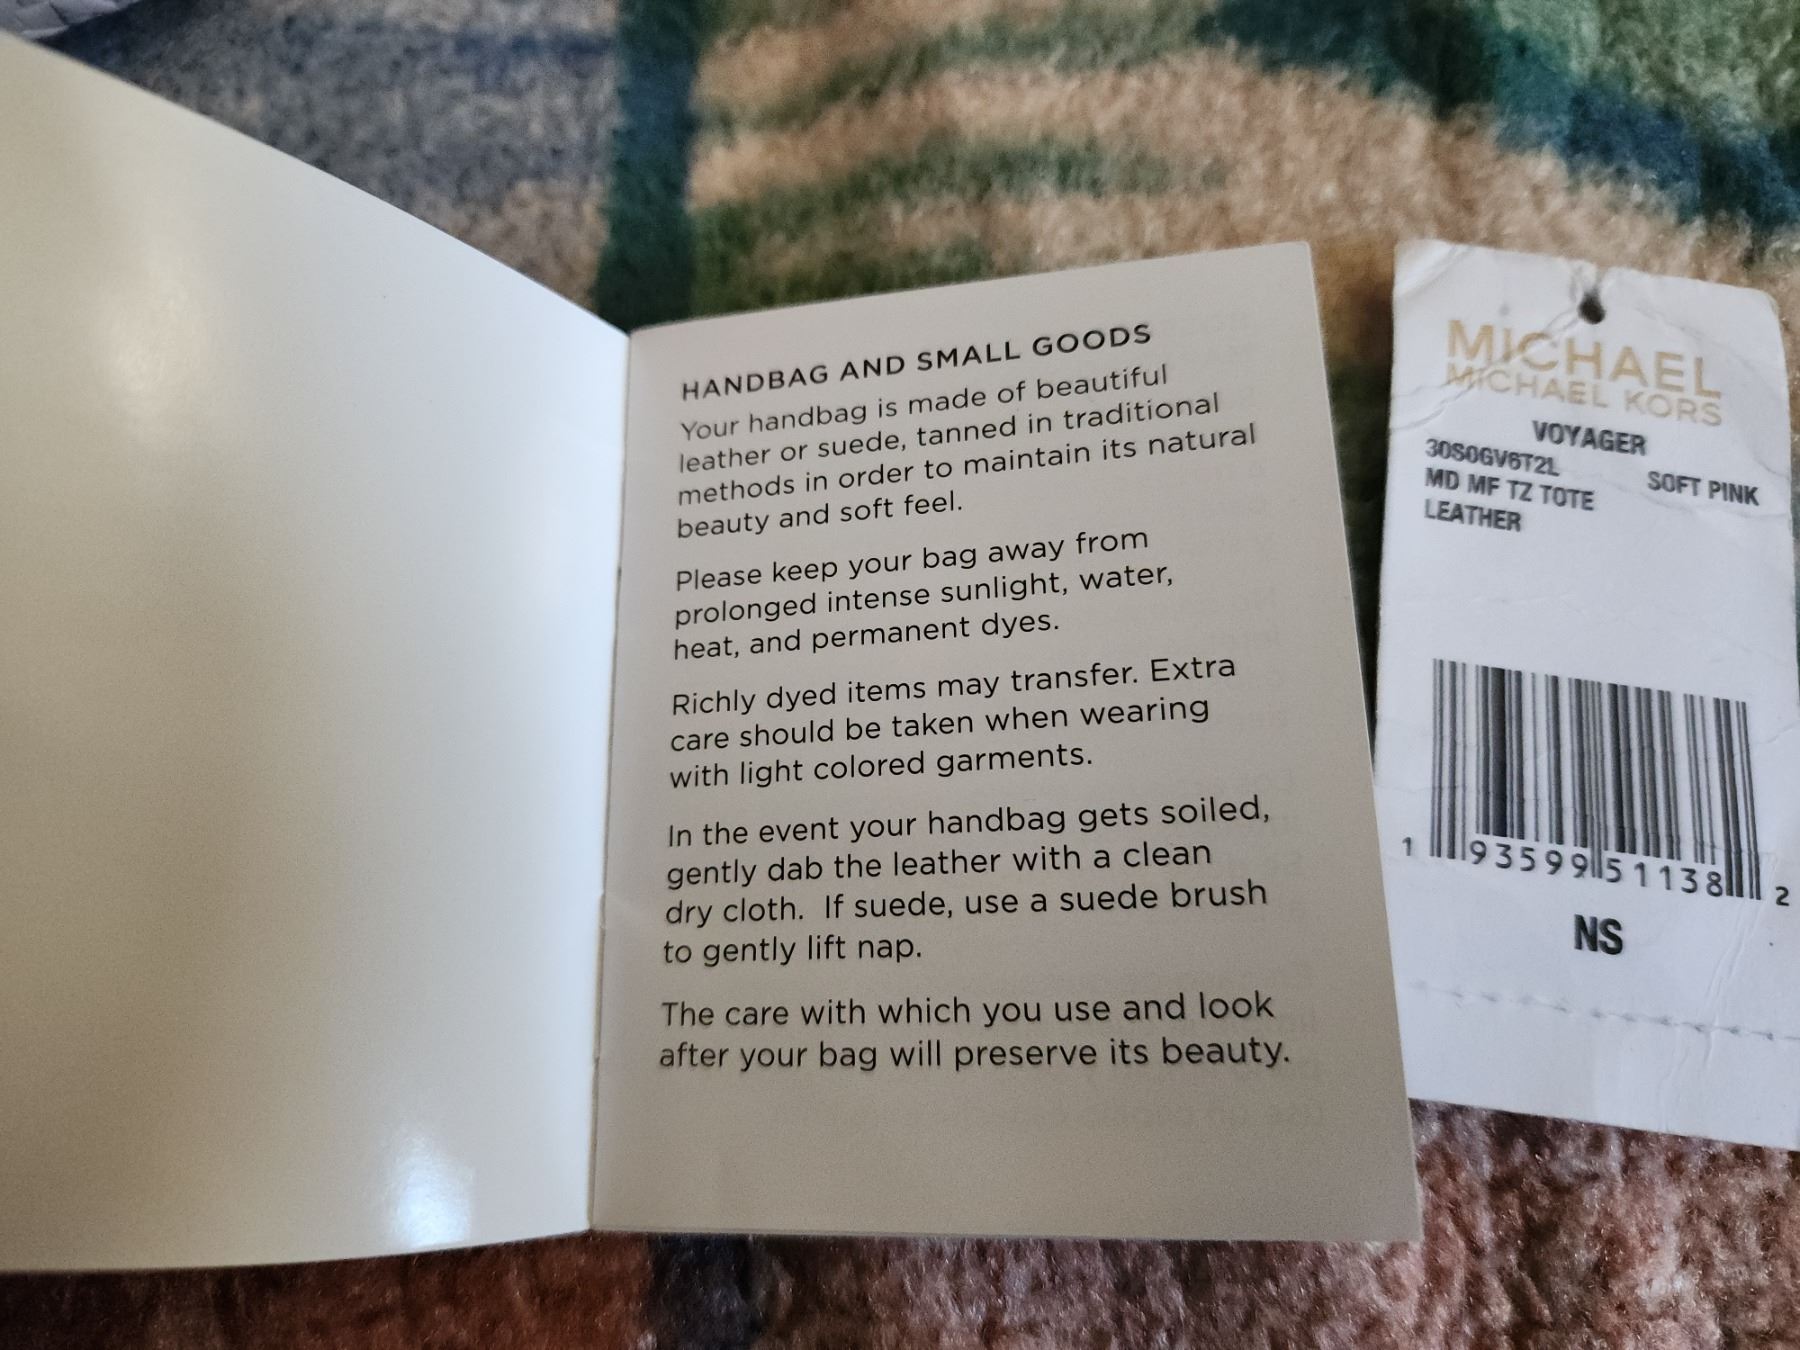 HANDBAG AND SMALL GOODS
Your handbag is made of beautiful
leather or suede, tanned in traditional
methods in order to maintain its natural
beauty and soft feel.
Please keep your bag away from
prolonged intense sunlight, water,
heat, and permanent dyes.
Richly dyed items may transfer. Extra
care should be taken when wearing
with light colored garments.
In the event your handbag gets soiled,
gently dab the leather with a clean
dry cloth.  If suede, use a suede brush
to gently lift nap.
The care with which you use and look
after your bag will preserve its beauty.
MICHAEL
MICHAEL KORS
VOYAGER
30S0GV6T2L SOFT PINK
MD MF TZ TOTE
LEATHER
1 93599 51138 2
NS